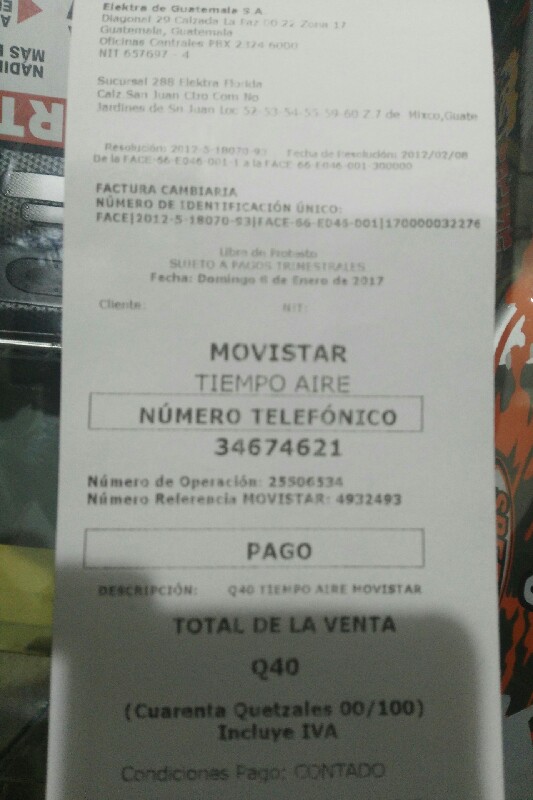 Elektra de Guatemala S A
Diagonal 29 Calzada La Paz 00-22 Zona 17
Guatemala, Guatemala
Oficinas Centrales PBX 2324 6000
NIT 657697 - 4
Sucursal 288 Elektra Florida
Calz San Juan Ctro Com No
Jardines de Sn Juan Loc 52-53-54-55-59-60 Z.7 de Mixco,Guate
Resolución: 2012-5-18070-93 Fecha de Resolución: 2012/02/08
De la FACE-66-E046-001-1 a la FACE 66-E046-001-300000
FACTURA CAMBIARIA
NÚMERO DE IDENTIFICACIÓN ÚNICO:
FACE|2012-5-18070-93|FACE-66-E046-001|170000032276
Libre de Protesto
SUJETO A PAGOS TRIMESTRALES
Fecha: Domingo 8 de Enero de 2017
Cliente: NIT:
MOVISTAR
TIEMPO AIRE
NÚMERO TELEFÓNICO
34674621
Número de Operación: 25506534
Número Referencia MOVISTAR: 4932493
PAGO
DESCRIPCIÓN: Q40 TIEMPO AIRE MOVISTAR
TOTAL DE LA VENTA
Q40
(Cuarenta Quetzales 00/100)
Incluye IVA
Condiciones Pago: CONTADO
NADIE
MÁS
RT